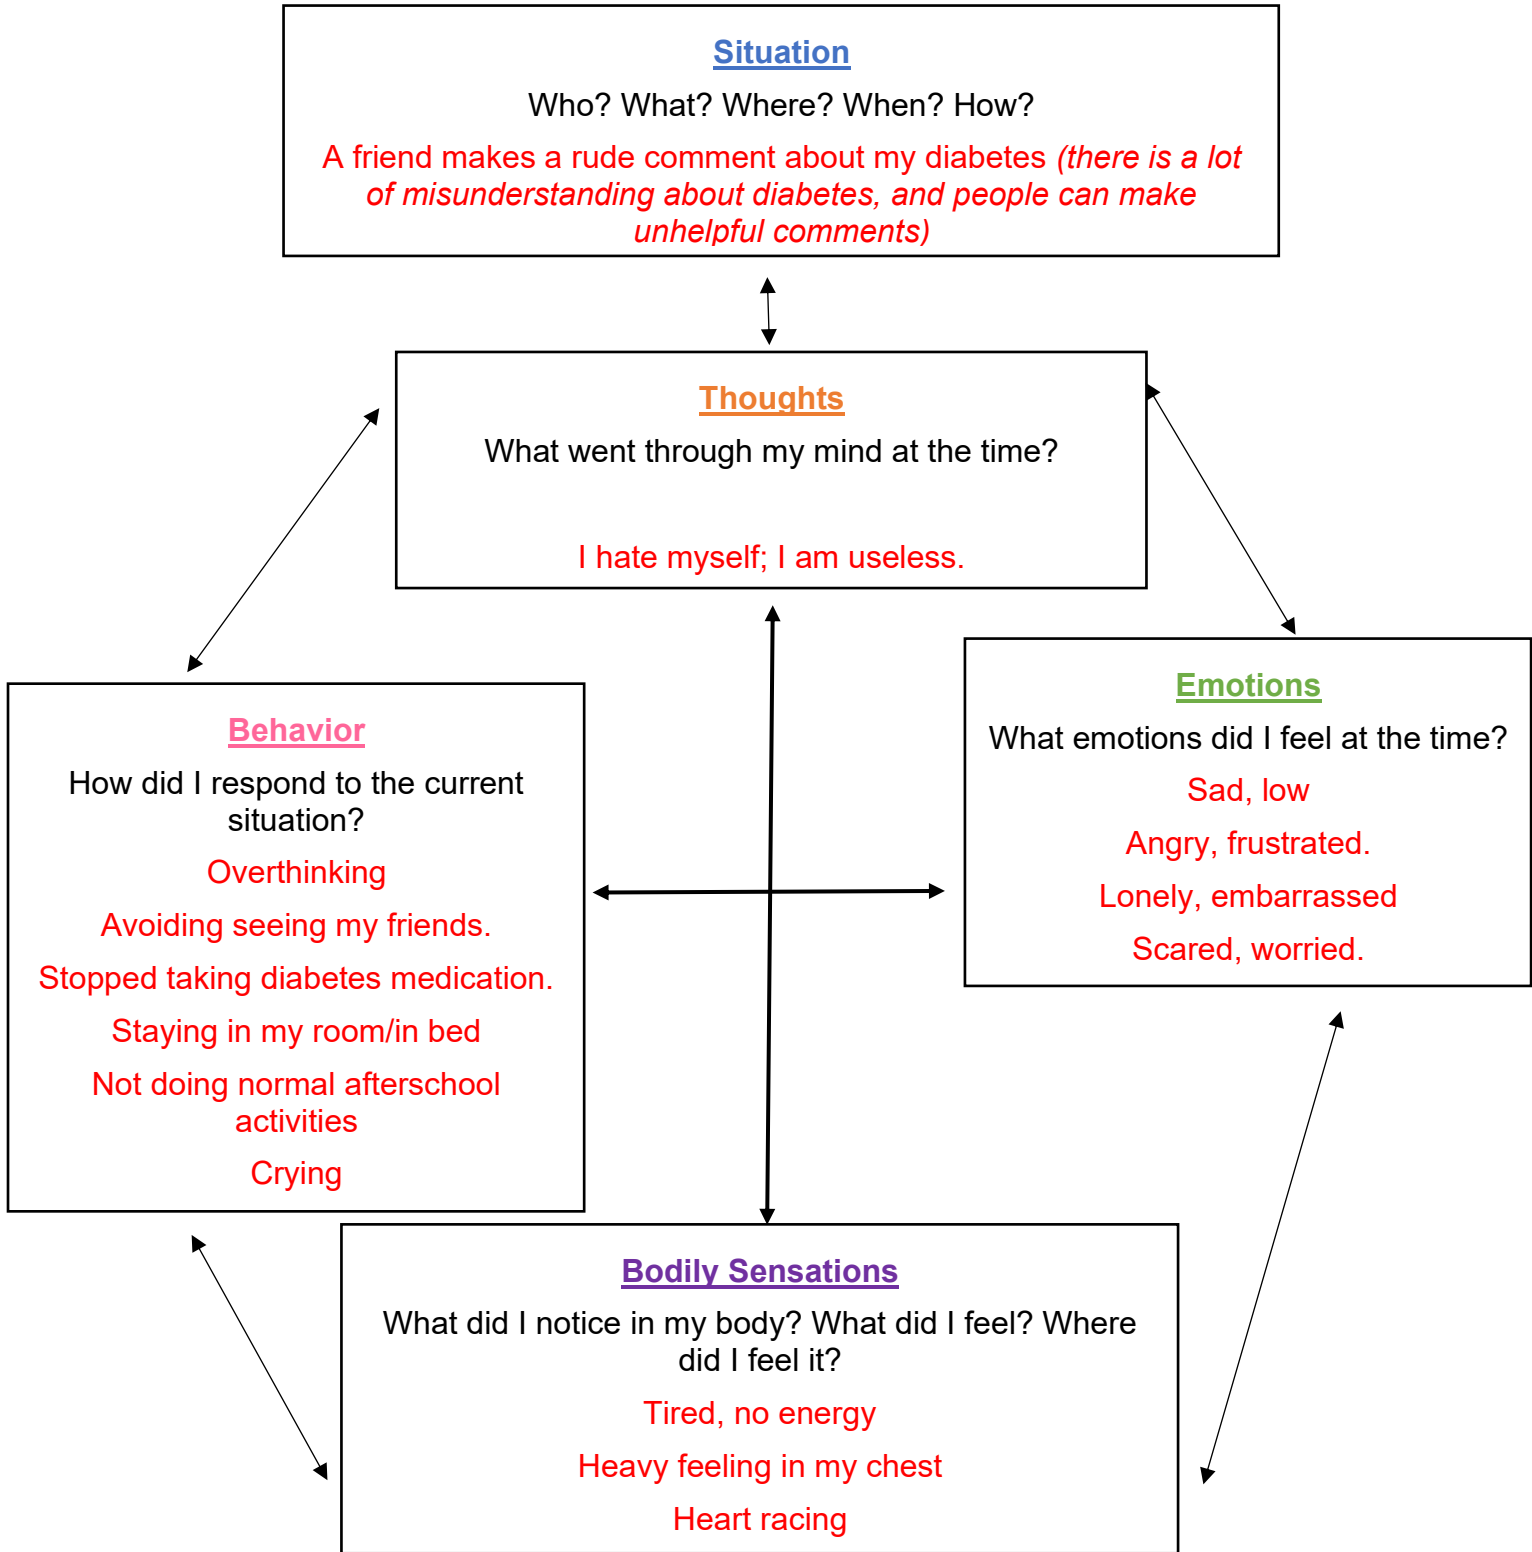 Situation
Who? What? Where? When? How?
A friend makes a rude comment about my diabetes (there is a lot
of misunderstanding about diabetes, and people can make
unhelpful comments)
Thoughts
What went through my mind at the time?
I hate myself; I am useless.
Behavior
How did I respond to the current
situation?
Overthinking
Avoiding seeing my friends.
Stopped taking diabetes medication.
Staying in my room/in bed
Not doing normal afterschool
activities
Crying
Emotions
What emotions did I feel at the time?
Sad, low
Angry, frustrated.
Lonely, embarrassed
Scared, worried.
Bodily Sensations
What did I notice in my body? What did I feel? Where
did I feel it?
Tired, no energy
Heavy feeling in my chest
Heart racing